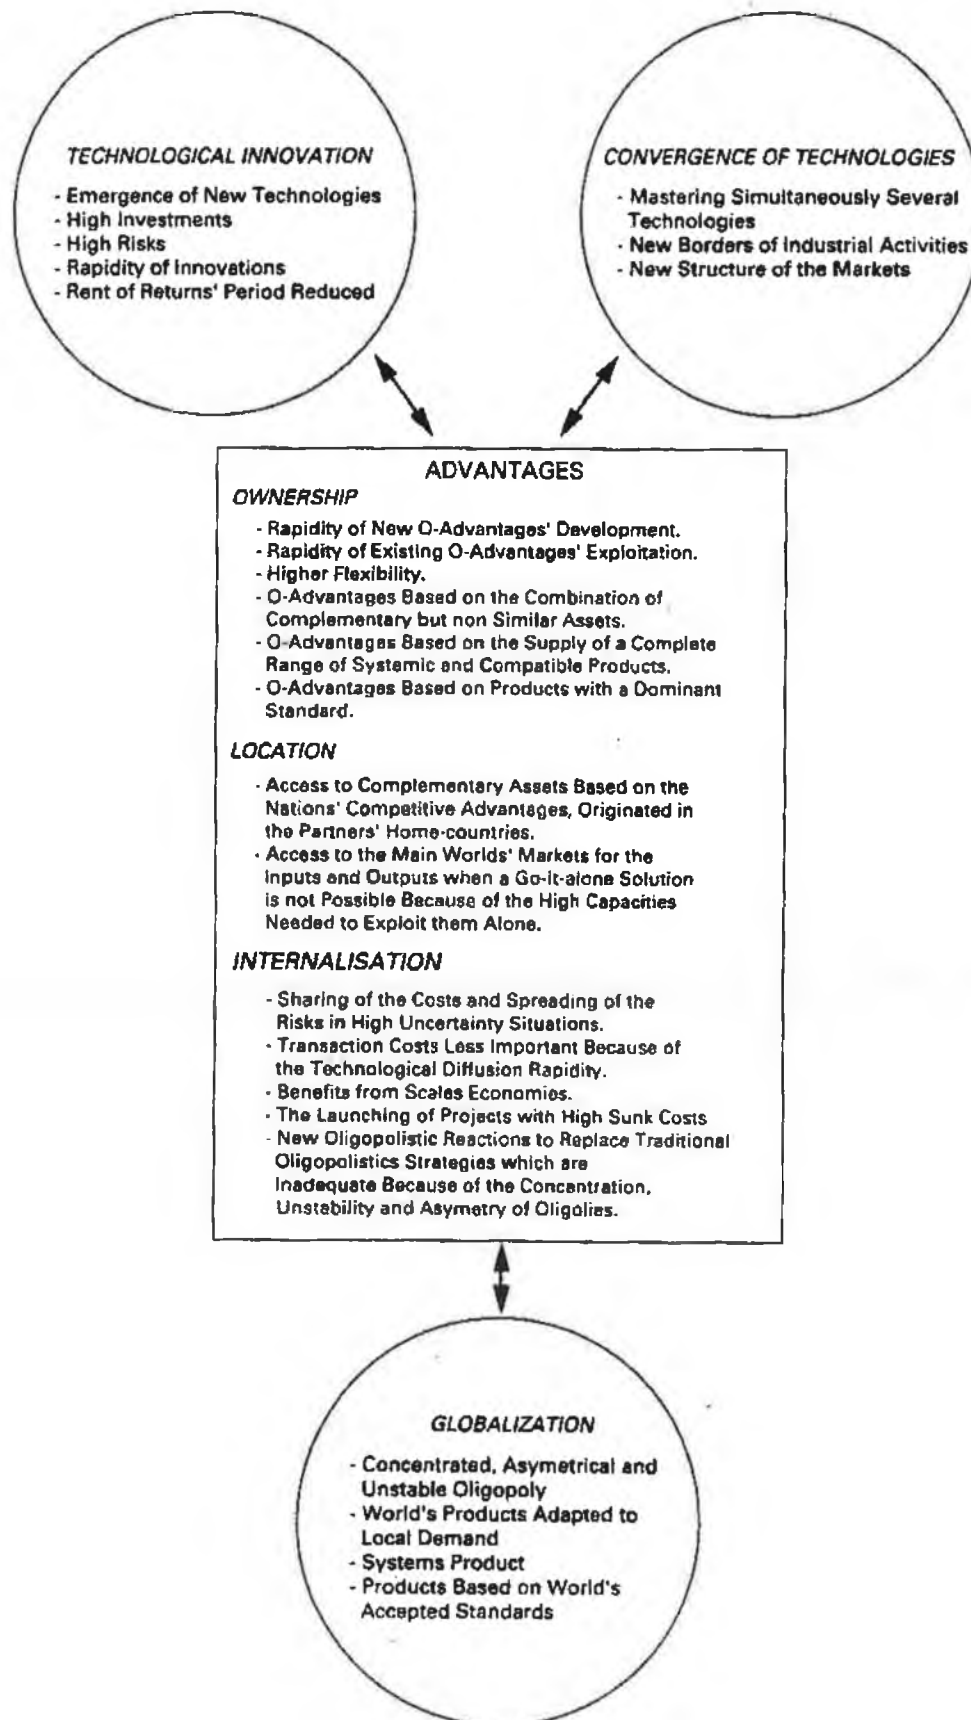 TECHNOLOGICAL INNOVATION
- Emergence of New Technologies
- High Investments
- High Risks
- Rapidity of Innovations
- Rent of Returns' Period Reduced
CONVERGENCE OF TECHNOLOGIES
- Mastering Simultaneously Several
Technologies
- New Borders of Industrial Activities
- New Structure of the Markets
ADVANTAGES
OWNERSHIP
- Rapidity of New O-Advantages' Development.
- Rapidity of Existing O-Advantages' Exploitation.
- Higher Flexibility.
- O-Advantages Based on the Combination of
Complementary but non Similar Assets.
- O-Advantages Based on the Supply of a Complete
Range of Systemic and Compatible Products.
- O-Advantages Based on Products with a Dominant
Standard.
LOCATION
- Access to Complementary Assets Based on the
Nations' Competitive Advantages, Originated in
the Partners' Home-countries.
- Access to the Main Worlds' Markets for the
Inputs and Outputs when a Go-it-alone Solution
is not Possible Because of the High Capacities
Needed to Exploit them Alone.
INTERNALISATION
- Sharing of the Costs and Spreading of the
Risks in High Uncertainty Situations.
- Transaction Costs Less Important Because of
the Technological Diffusion Rapidity.
- Benefits from Scales Economies.
- The Launching of Projects with High Sunk Costs
- New Oligopolistic Reactions to Replace Traditional
Oligopolistics Strategies which are
Inadequate Because of the Concentration,
Unstability and Asymetry of Oligolies.
GLOBALIZATION
- Concentrated, Asymetrical and
Unstable Oligopoly
- World's Products Adapted to
Local Demand
- Systems Product
- Products Based on World's
Accepted Standards